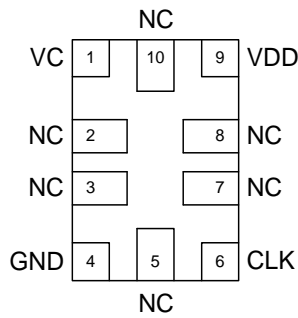 NC
VC 1 10 9 VDD
NC 2 8 NC
NC 3 7 NC
GND 4 5 6 CLK
NC